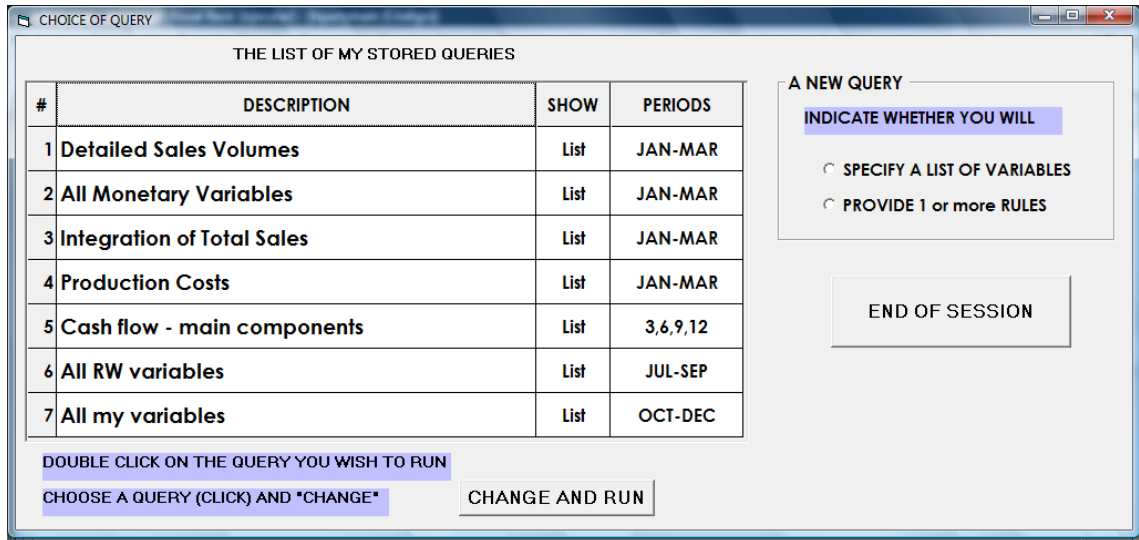 CHOICE OF QUERY
THE LIST OF MY STORED QUERIES
# DESCRIPTION SHOW PERIODS
1 Detailed Sales Volumes List JAN-MAR
2 All Monetary Variables List JAN-MAR
3 Integration of Total Sales List JAN-MAR
4 Production Costs List JAN-MAR
5 Cash flow - main components List 3,6,9,12
6 All RW variables List JUL-SEP
7 All my variables List OCT-DEC
DOUBLE CLICK ON THE QUERY YOU WISH TO RUN
CHOOSE A QUERY (CLICK) AND "CHANGE"
CHANGE AND RUN
A NEW QUERY
INDICATE WHETHER YOU WILL
SPECIFY A LIST OF VARIABLES
PROVIDE 1 or more RULES
END OF SESSION